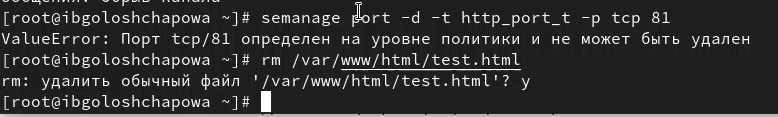 [root@ibgoloshchapowa ~]# semanage port -d -t http_port_t -p tcp 81
ValueError: Порт tcp/81 определен на уровне политики и не может быть удален
[root@ibgoloshchapowa ~]# rm /var/www/html/test.html
rm: удалить обычный файл '/var/www/html/test.html'? y
[root@ibgoloshchapowa ~]#